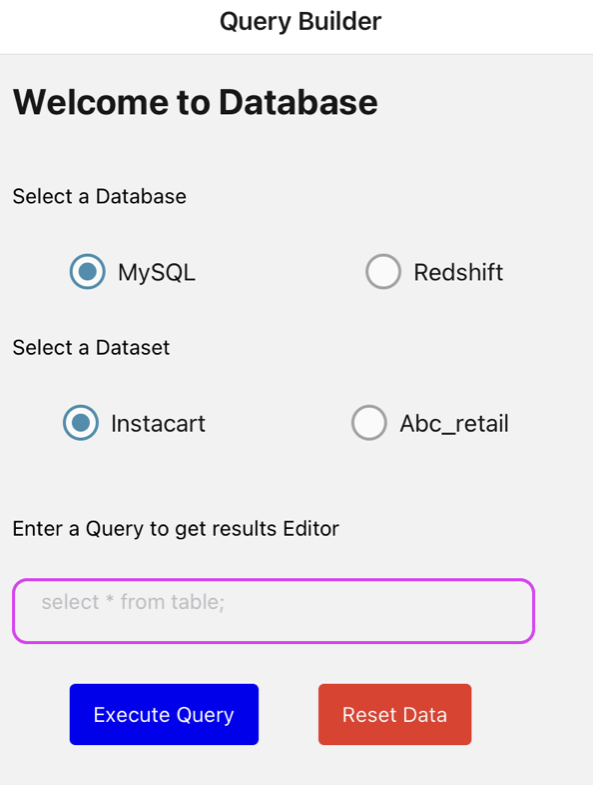 Query Builder
Welcome to Database
Select a Database
MySQL Redshift
Select a Dataset
Instacart Abc_retail
Enter a Query to get results Editor
select * from table;
Execute Query Reset Data